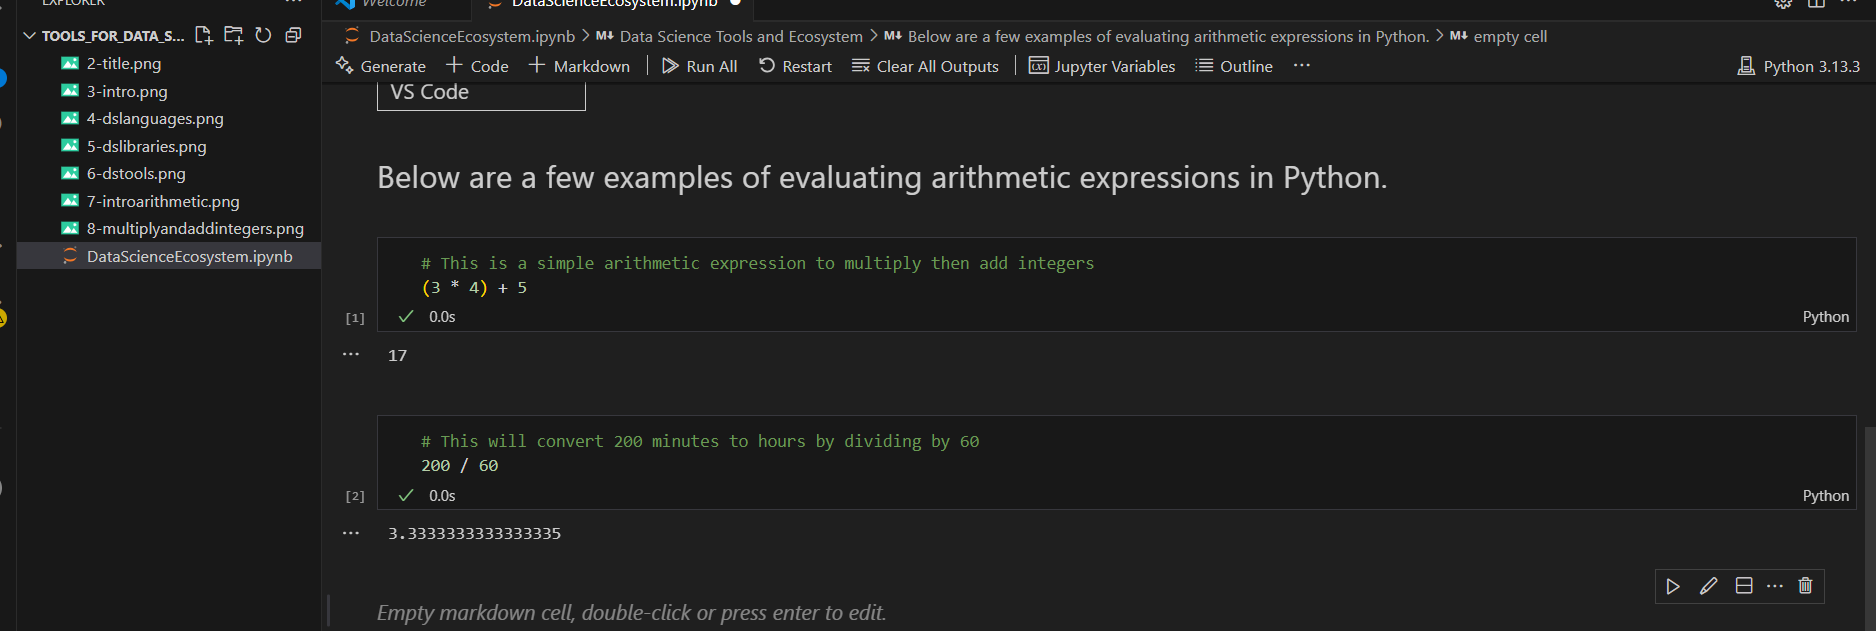 EXPLORER
Welcome
DataScienceEcosystem.ipynb
TOOLS_FOR_DATA_S...
2-title.png
3-intro.png
4-dslanguages.png
5-dslibraries.png
6-dstools.png
7-introarithmetic.png
8-multiplyandaddintegers.png
DataScienceEcosystem.ipynb
DataScienceEcosystem.ipynb > M↓ Data Science Tools and Ecosystem > M↓ Below are a few examples of evaluating arithmetic expressions in Python. > M↓ empty cell
Generate + Code + Markdown | Run All Restart Clear All Outputs | Jupyter Variables Outline ... Python 3.13.3
VS Code
Below are a few examples of evaluating arithmetic expressions in Python.
# This is a simple arithmetic expression to multiply then add integers
(3 * 4) + 5
[1] ✓ 0.0s Python
... 17
# This will convert 200 minutes to hours by dividing by 60
200 / 60
[2] ✓ 0.0s Python
... 3.3333333333333335
Empty markdown cell, double-click or press enter to edit.